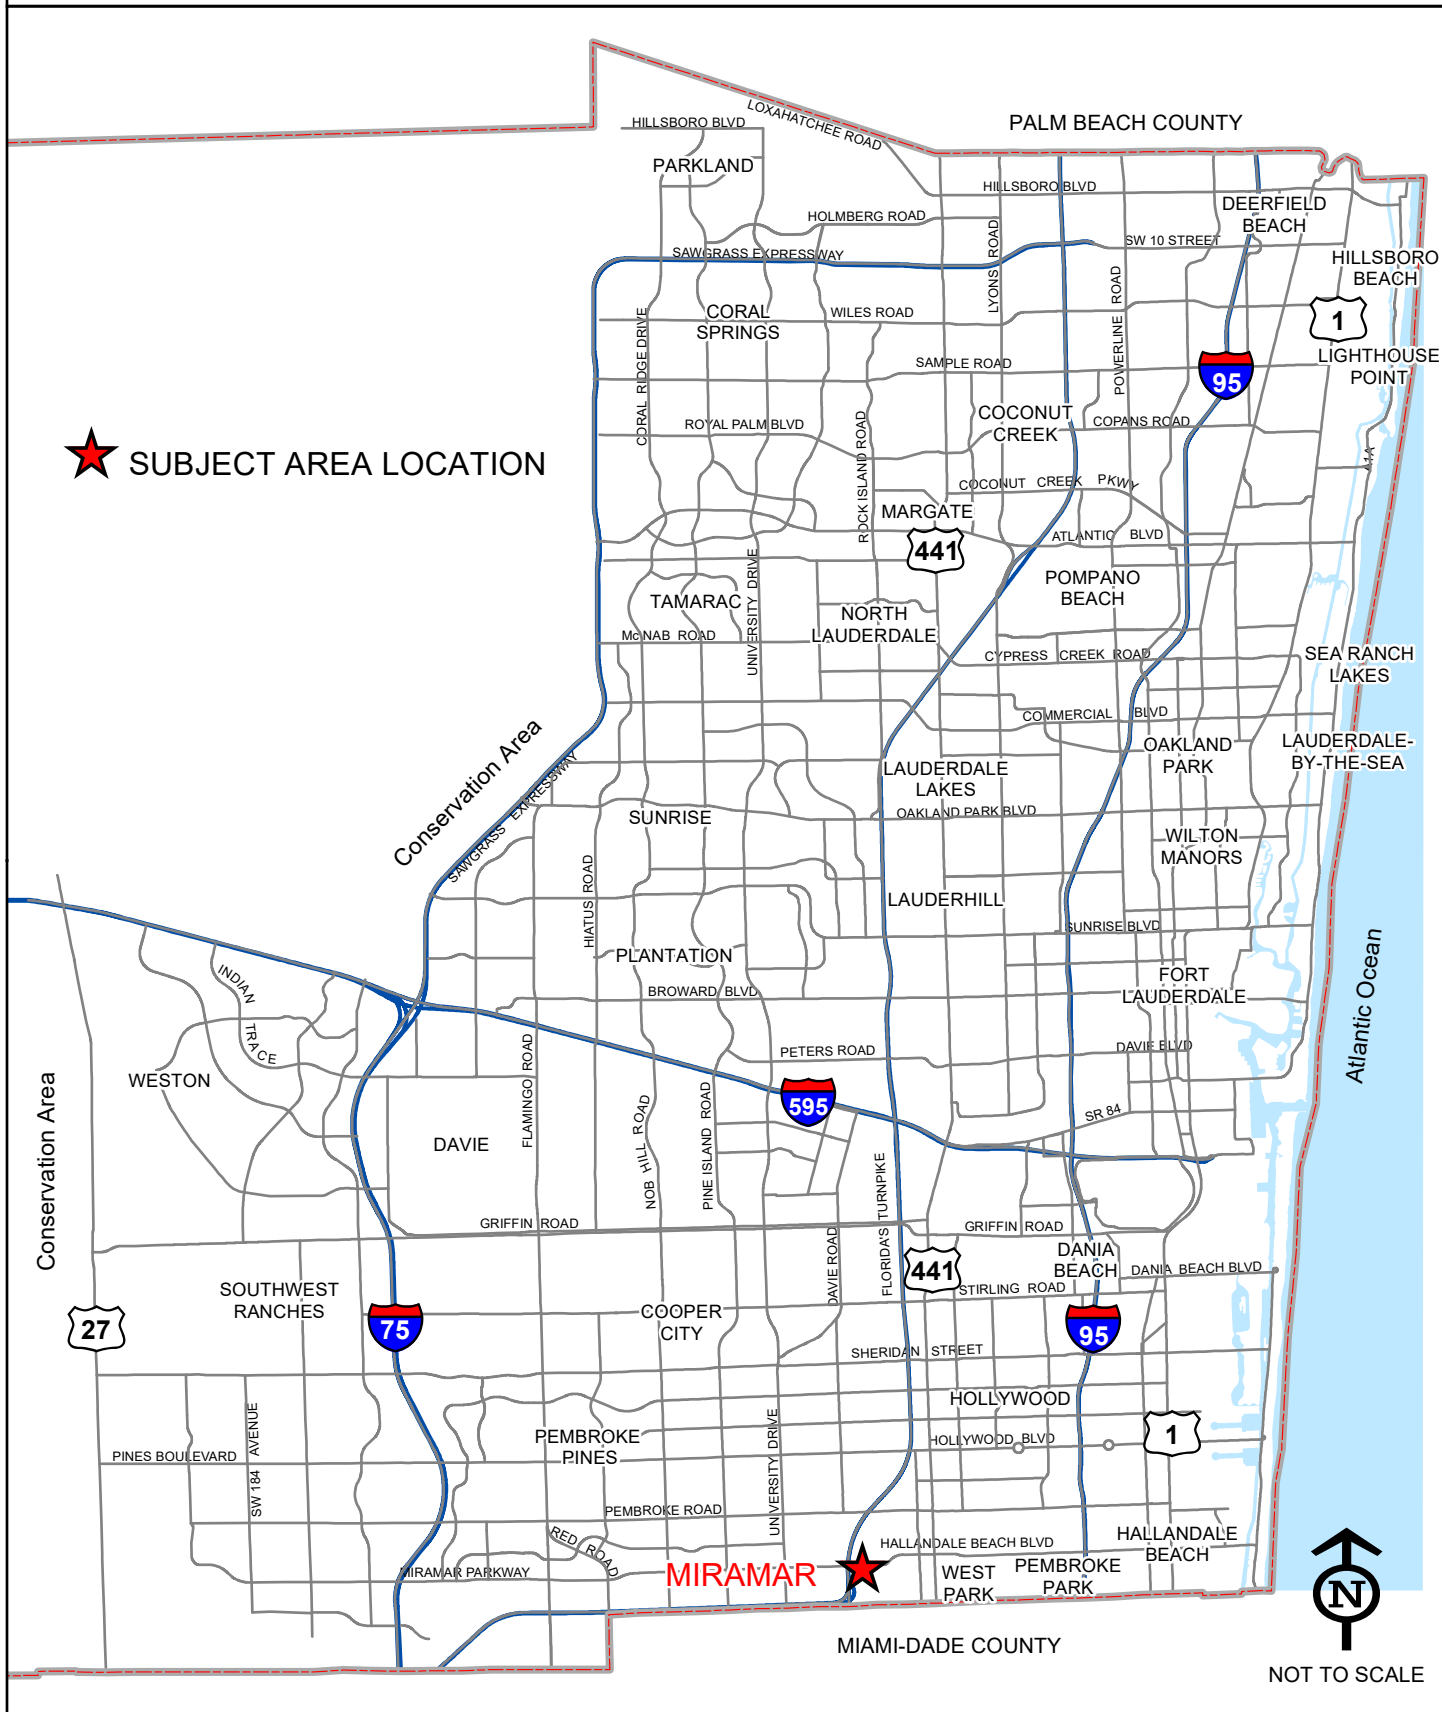 PALM BEACH COUNTY
LOXAHATCHEE ROAD
HILLSBORO BLVD
PARKLAND
HILLSBORO BLVD
DEERFIELD
BEACH
HOLMBERG ROAD
SW 10 STREET
SAWGRASS EXPRESSWAY
LYONS ROAD
HILLSBORO
BEACH
POWERLINE ROAD
CORAL
SPRINGS
WILES ROAD
1
CORAL RIDGE DRIVE
LIGHTHOUSE
POINT
SAMPLE ROAD
95
COCONUT
CREEK
COPANS ROAD
ROYAL PALM BLVD
ROCK ISLAND ROAD
SUBJECT AREA LOCATION
A1A
COCONUT CREEK PKWY
MARGATE
441
ATLANTIC BLVD
POMPANO
BEACH
TAMARAC
UNIVERSITY DRIVE
NORTH
LAUDERDALE
McNAB ROAD
CYPRESS CREEK ROAD
SEA RANCH
LAKES
COMMERCIAL BLVD
Conservation Area
OAKLAND
PARK
LAUDERDALE-
BY-THE-SEA
LAUDERDALE
LAKES
SAWGRASS EXPRESSWAY
SUNRISE
OAKLAND PARK BLVD
WILTON
MANORS
HIATUS ROAD
LAUDERHILL
SUNRISE BLVD
PLANTATION
FORT
LAUDERDALE
INDIAN TRACE
BROWARD BLVD
Atlantic Ocean
PETERS ROAD
DAVIE BLVD
WESTON
FLAMINGO ROAD
595
SR 84
DAVIE
NOB HILL ROAD
PINE ISLAND ROAD
Conservation Area
FLORIDA'S TURNPIKE
GRIFFIN ROAD
GRIFFIN ROAD
DANIA
BEACH
DAVIE ROAD
441
DANIA BEACH BLVD
STIRLING ROAD
SOUTHWEST
RANCHES
COOPER
CITY
27
75
95
SHERIDAN STREET
HOLLYWOOD
SW 184 AVENUE
PEMBROKE
PINES
UNIVERSITY DRIVE
1
HOLLYWOOD BLVD
PINES BOULEVARD
PEMBROKE ROAD
RED ROAD
HALLANDALE BEACH BLVD
HALLANDALE
BEACH
MIRAMAR PARKWAY
MIRAMAR
WEST
PARK
PEMBROKE
PARK
N
MIAMI-DADE COUNTY
NOT TO SCALE